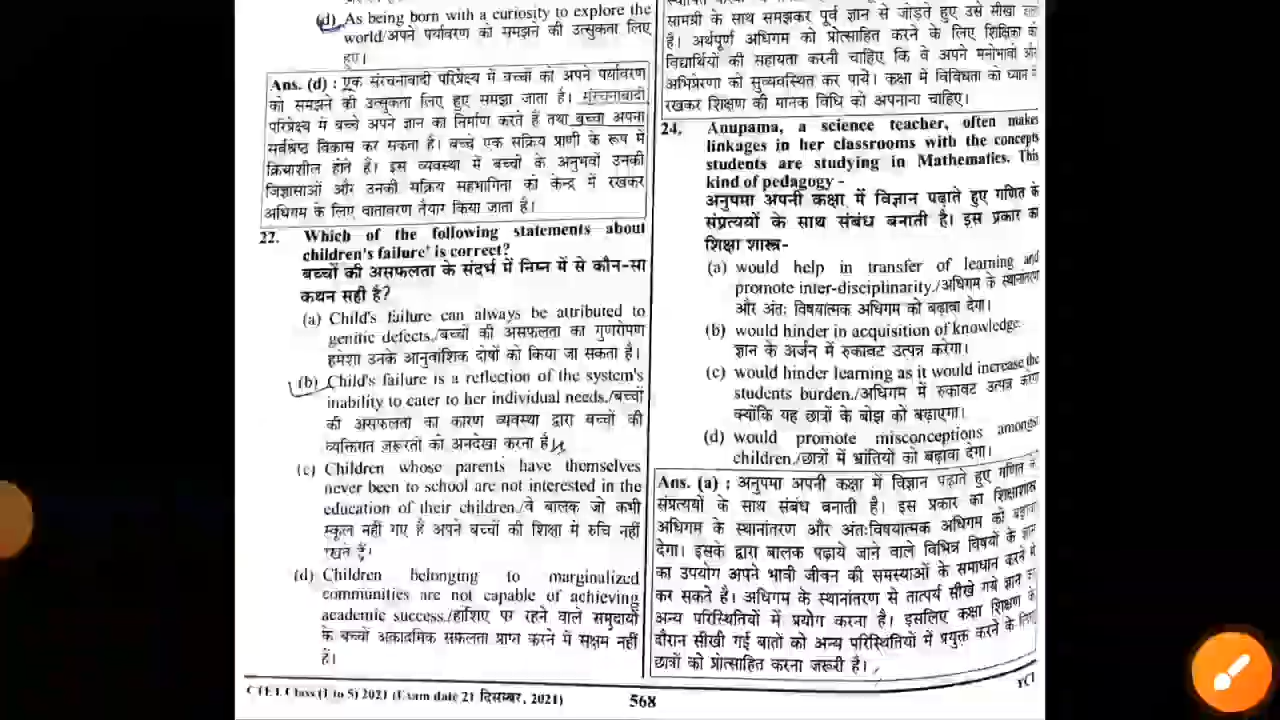 (d) As being born with a curiosity to explore the
world/अपने पर्यावरण को समझने की उत्सुकता लिए
हुए।
Ans. (d) : एक संरचनावादी परिप्रेक्ष्य में बच्चों को अपने पर्यावरण
को समझने की उत्सुकता लिए हुए समझा जाता है। संरचनावादी
परिप्रेक्ष्य में बच्चे अपने ज्ञान का निर्माण करते हैं तथा बच्चा अपना
सर्वश्रेष्ठ विकास कर सकता है। बच्चे एक सक्रिय प्राणी के रूप में
क्रियाशील होते हैं। इस व्यवस्था में बच्चों के अनुभवों उनकी
जिज्ञासाओं और उनकी सक्रिय सहभागिता को केन्द्र में रखकर
अधिगम के लिए वातावरण तैयार किया जाता है।
22. Which of the following statements about
children's failure is correct?
बच्चों की असफलता के संदर्भ में निम्न में से कौन-सा
कथन सही है?
(a) Child's failure can always be attributed to
genitic defects./बच्चों की असफलता का गुणरोपण
हमेशा उनके आनुवांशिक दोषों को किया जा सकता है।
(b) Child's failure is a reflection of the system's
inability to cater to her individual needs./बच्चों
की असफलता का कारण व्यवस्था द्वारा बच्चों की
व्यक्तिगत ज़रूरतों को अनदेखा करना है।
(c) Children whose parents have themselves
never been to school are not interested in the
education of their children./वे बालक जो कभी
स्कूल नहीं गए हैं अपने बच्चों की शिक्षा में रुचि नहीं
रखते हैं।
(d) Children belonging to marginalized
communities are not capable of achieving
academic success./हाशिए पर रहने वाले समुदायों
के बच्चों अकादमिक सफलता प्राप्त करने में सक्षम नहीं
हैं।
सामग्री के साथ समझकर पूर्व ज्ञान से जोड़ते हुए उसे सीखा जाता
है। अर्थपूर्ण अधिगम को प्रोत्साहित करने के लिए शिक्षिका को
विद्यार्थियों की सहायता करनी चाहिए कि वे अपने मनोभावों और
अभिप्रेरणा को सुव्यवस्थित कर पाये। कक्षा में विविधता को ध्यान में
रखकर शिक्षण की मानक विधि को अपनाना चाहिए।
24. Anupama, a science teacher, often makes
linkages in her classrooms with the concepts
students are studying in Mathematics. This
kind of pedagogy -
अनुपमा अपनी कक्षा में विज्ञान पढ़ाते हुए गणित के
संप्रत्ययों के साथ संबंध बनाती है। इस प्रकार का
शिक्षा शास्त्र-
(a) would help in transfer of learning and
promote inter-disciplinarity./अधिगम के स्थानांतरण
और अंतः विषयात्मक अधिगम को बढ़ावा देगा।
(b) would hinder in acquisition of knowledge.
ज्ञान के अर्जन में रुकावट उत्पन्न करेगा।
(c) would hinder learning as it would increase the
students burden./अधिगम में रुकावट उत्पन्न करेगा
क्योंकि यह छात्रों के बोझ को बढ़ाएगा।
(d) would promote misconceptions amongst
children./छात्रों में भ्रांतियों को बढ़ावा देगा।
Ans. (a) : अनुपमा अपनी कक्षा में विज्ञान पढ़ाते हुए गणित के
संप्रत्ययों के साथ संबंध बनाती है। इस प्रकार का शिक्षाशास्त्र
अधिगम के स्थानांतरण और अंतःविषयात्मक अधिगम को बढ़ावा
देगा। इसके द्वारा बालक पढ़ाये जाने वाले विभिन्न विषयों के ज्ञान
का उपयोग अपने भावी जीवन की समस्याओं के समाधान करने में
कर सकते है। अधिगम के स्थानांतरण से तात्पर्य सीखे गये ज्ञान का
अन्य परिस्थितियों में प्रयोग करना है। इसलिए कक्षा शिक्षण के
दौरान सीखी गई बातों को अन्य परिस्थितियों में प्रयुक्त करने के लिए
छात्रों को प्रोत्साहित करना ज़रूरी है।
CTET Class (I to 5) 2021 (Exam date 21 दिसम्बर, 2021)
568
YCT